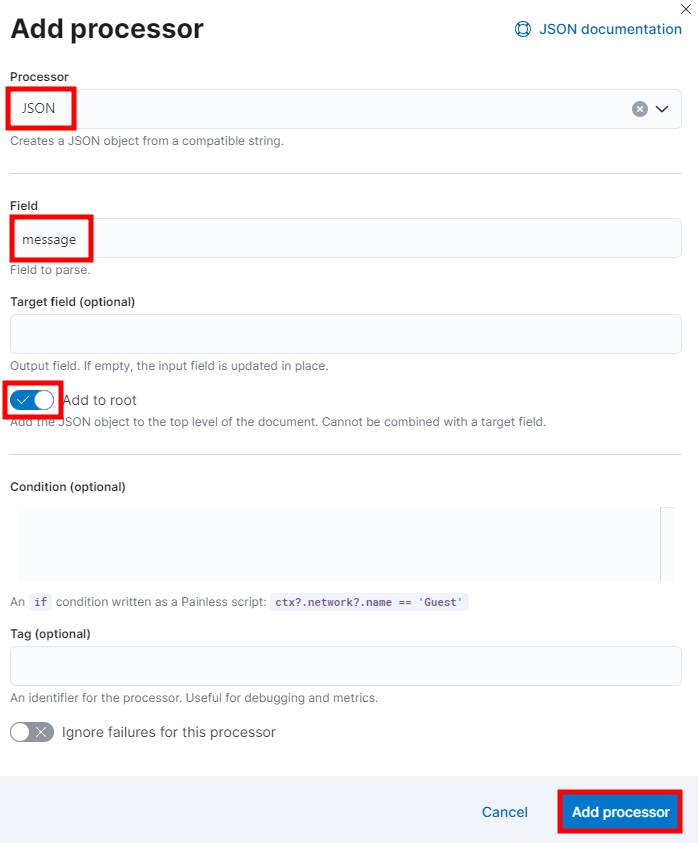 Add processor
JSON documentation
Processor
JSON
Creates a JSON object from a compatible string.
Field
message
Field to parse.
Target field (optional)
Output field. If empty, the input field is updated in place.
Add to root
Add the JSON object to the top level of the document. Cannot be combined with a target field.
Condition (optional)
An if condition written as a Painless script: ctx?.network?.name == 'Guest'
Tag (optional)
An identifier for the processor. Useful for debugging and metrics.
Ignore failures for this processor
Cancel
Add processor